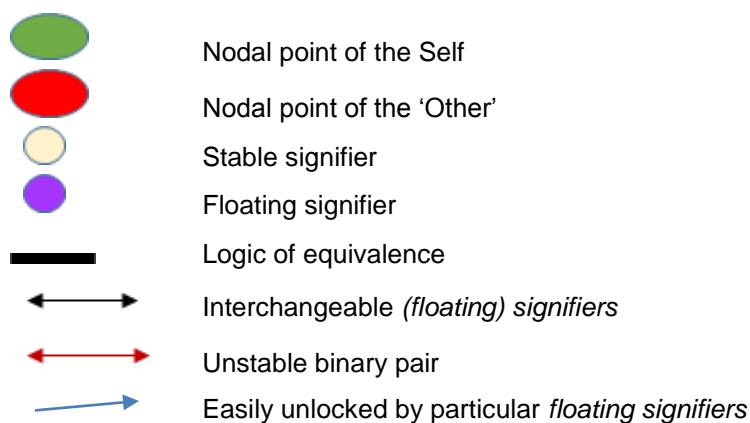 Nodal point of the Self
Nodal point of the ‘Other’
Stable signifier
Floating signifier
Logic of equivalence
Interchangeable (floating) signifiers
Unstable binary pair
Easily unlocked by particular floating signifiers